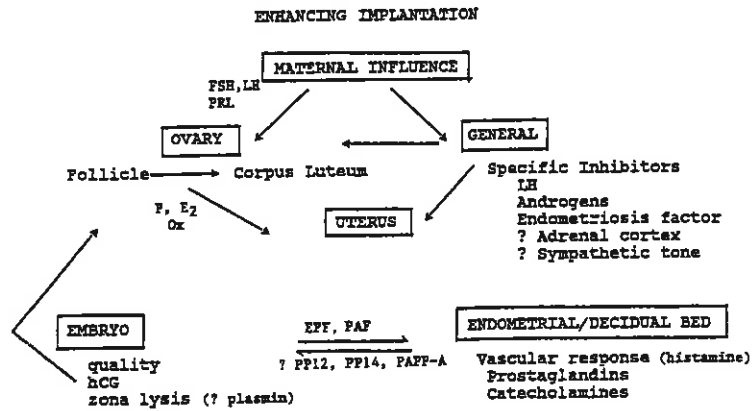 ENHANCING IMPLANTATION
MATERNAL INFLUENCE
FSH,LH
PRL
OVARY
GENERAL
Follicle
Corpus Luteum
Specific Inhibitors
LH
Androgens
Endometriosis factor
? Adrenal cortex
? Sympathetic tone
P, E2
Ox
UTERUS
EMBRYO
quality
hCG
zona lysis (? plasmin)
EPF, PAF
? PP12, PP14, PAPP-A
ENDOMETRIAL/DECIDUAL BED
Vascular response (histamine)
Prostaglandins
Catecholamines